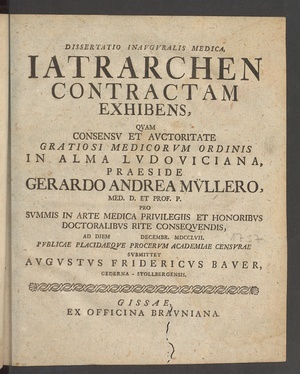 DISSERTATIO INAVGVRALIS MEDICA,
IATRARCHEN
CONTRACTAM
EXHIBENS,
QVAM
CONSENSV ET AVCTORITATE
GRATIOSI MEDICORVM ORDINIS
IN ALMA LVDOVICIANA,
PRAESIDE
GERARDO ANDREA MÜLLERO,
MED. D. ET PROF. P.
PRO
SVMMIS IN ARTE MEDICA PRIVILEGIIS ET HONORIBVS
DOCTORALIBVS RITE CONSEQVENDIS,
AD DIEM DECEMBR. MDCCLVII.
PVBLICAE PLACIDAEQVE PROCERVM ACADEMIAE CENSVRAE
SVBMITTET
AVGVSTVS FRIDERICVS BAVER,
GEDERNA - STOLLBERGENSIS.
GISSAE,
EX OFFICINA BRAVNIANA.